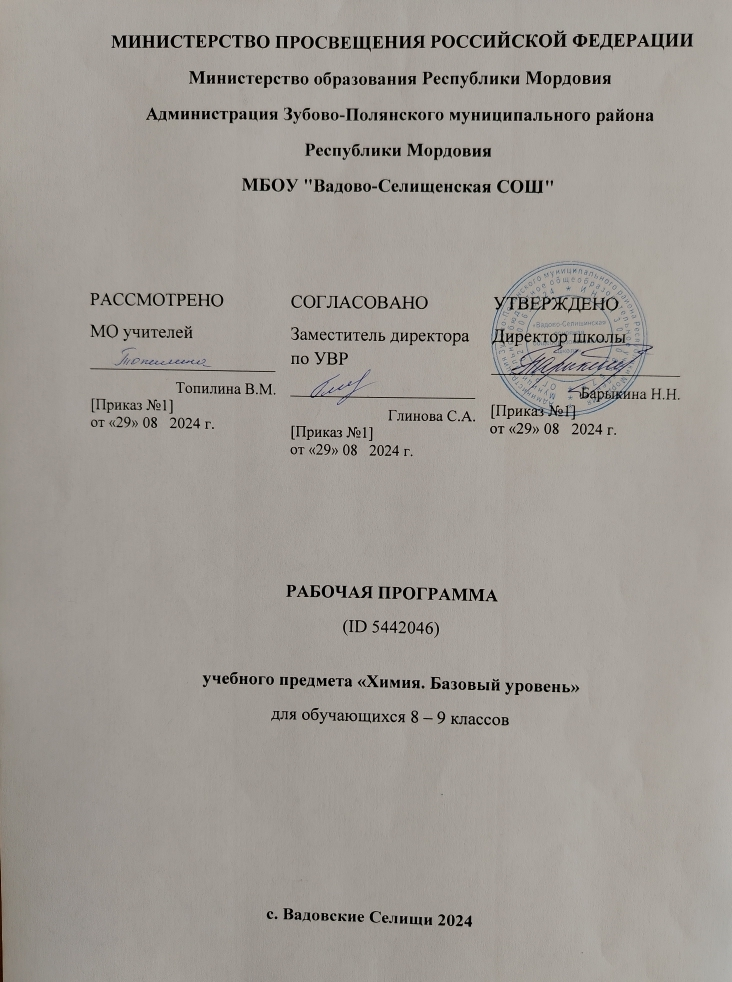 МИНИСТЕРСТВО ПРОСВЕЩЕНИЯ РОССИЙСКОЙ ФЕДЕРАЦИИ
Министерство образования Республики Мордовия
Администрация Зубово-Полянского муниципального района
Республики Мордовия
МБОУ "Вадово-Селищенская СОШ"
РАССМОТРЕНО
МО учителей
Топилина
Топилина В.М.
[Приказ №1]
от «29» 08 2024 г.
СОГЛАСОВАНО
Заместитель директора
по УВР
Глинова С.А.
[Приказ №1]
от «29» 08 2024 г.
УТВЕРЖДЕНО
Директор школы
Барыкина Н.Н.
[Приказ №1]
от «29» 08 2024 г.
РАБОЧАЯ ПРОГРАММА
(ID 5442046)
учебного предмета «Химия. Базовый уровень»
для обучающихся 8 – 9 классов
с. Вадовские Селищи 2024